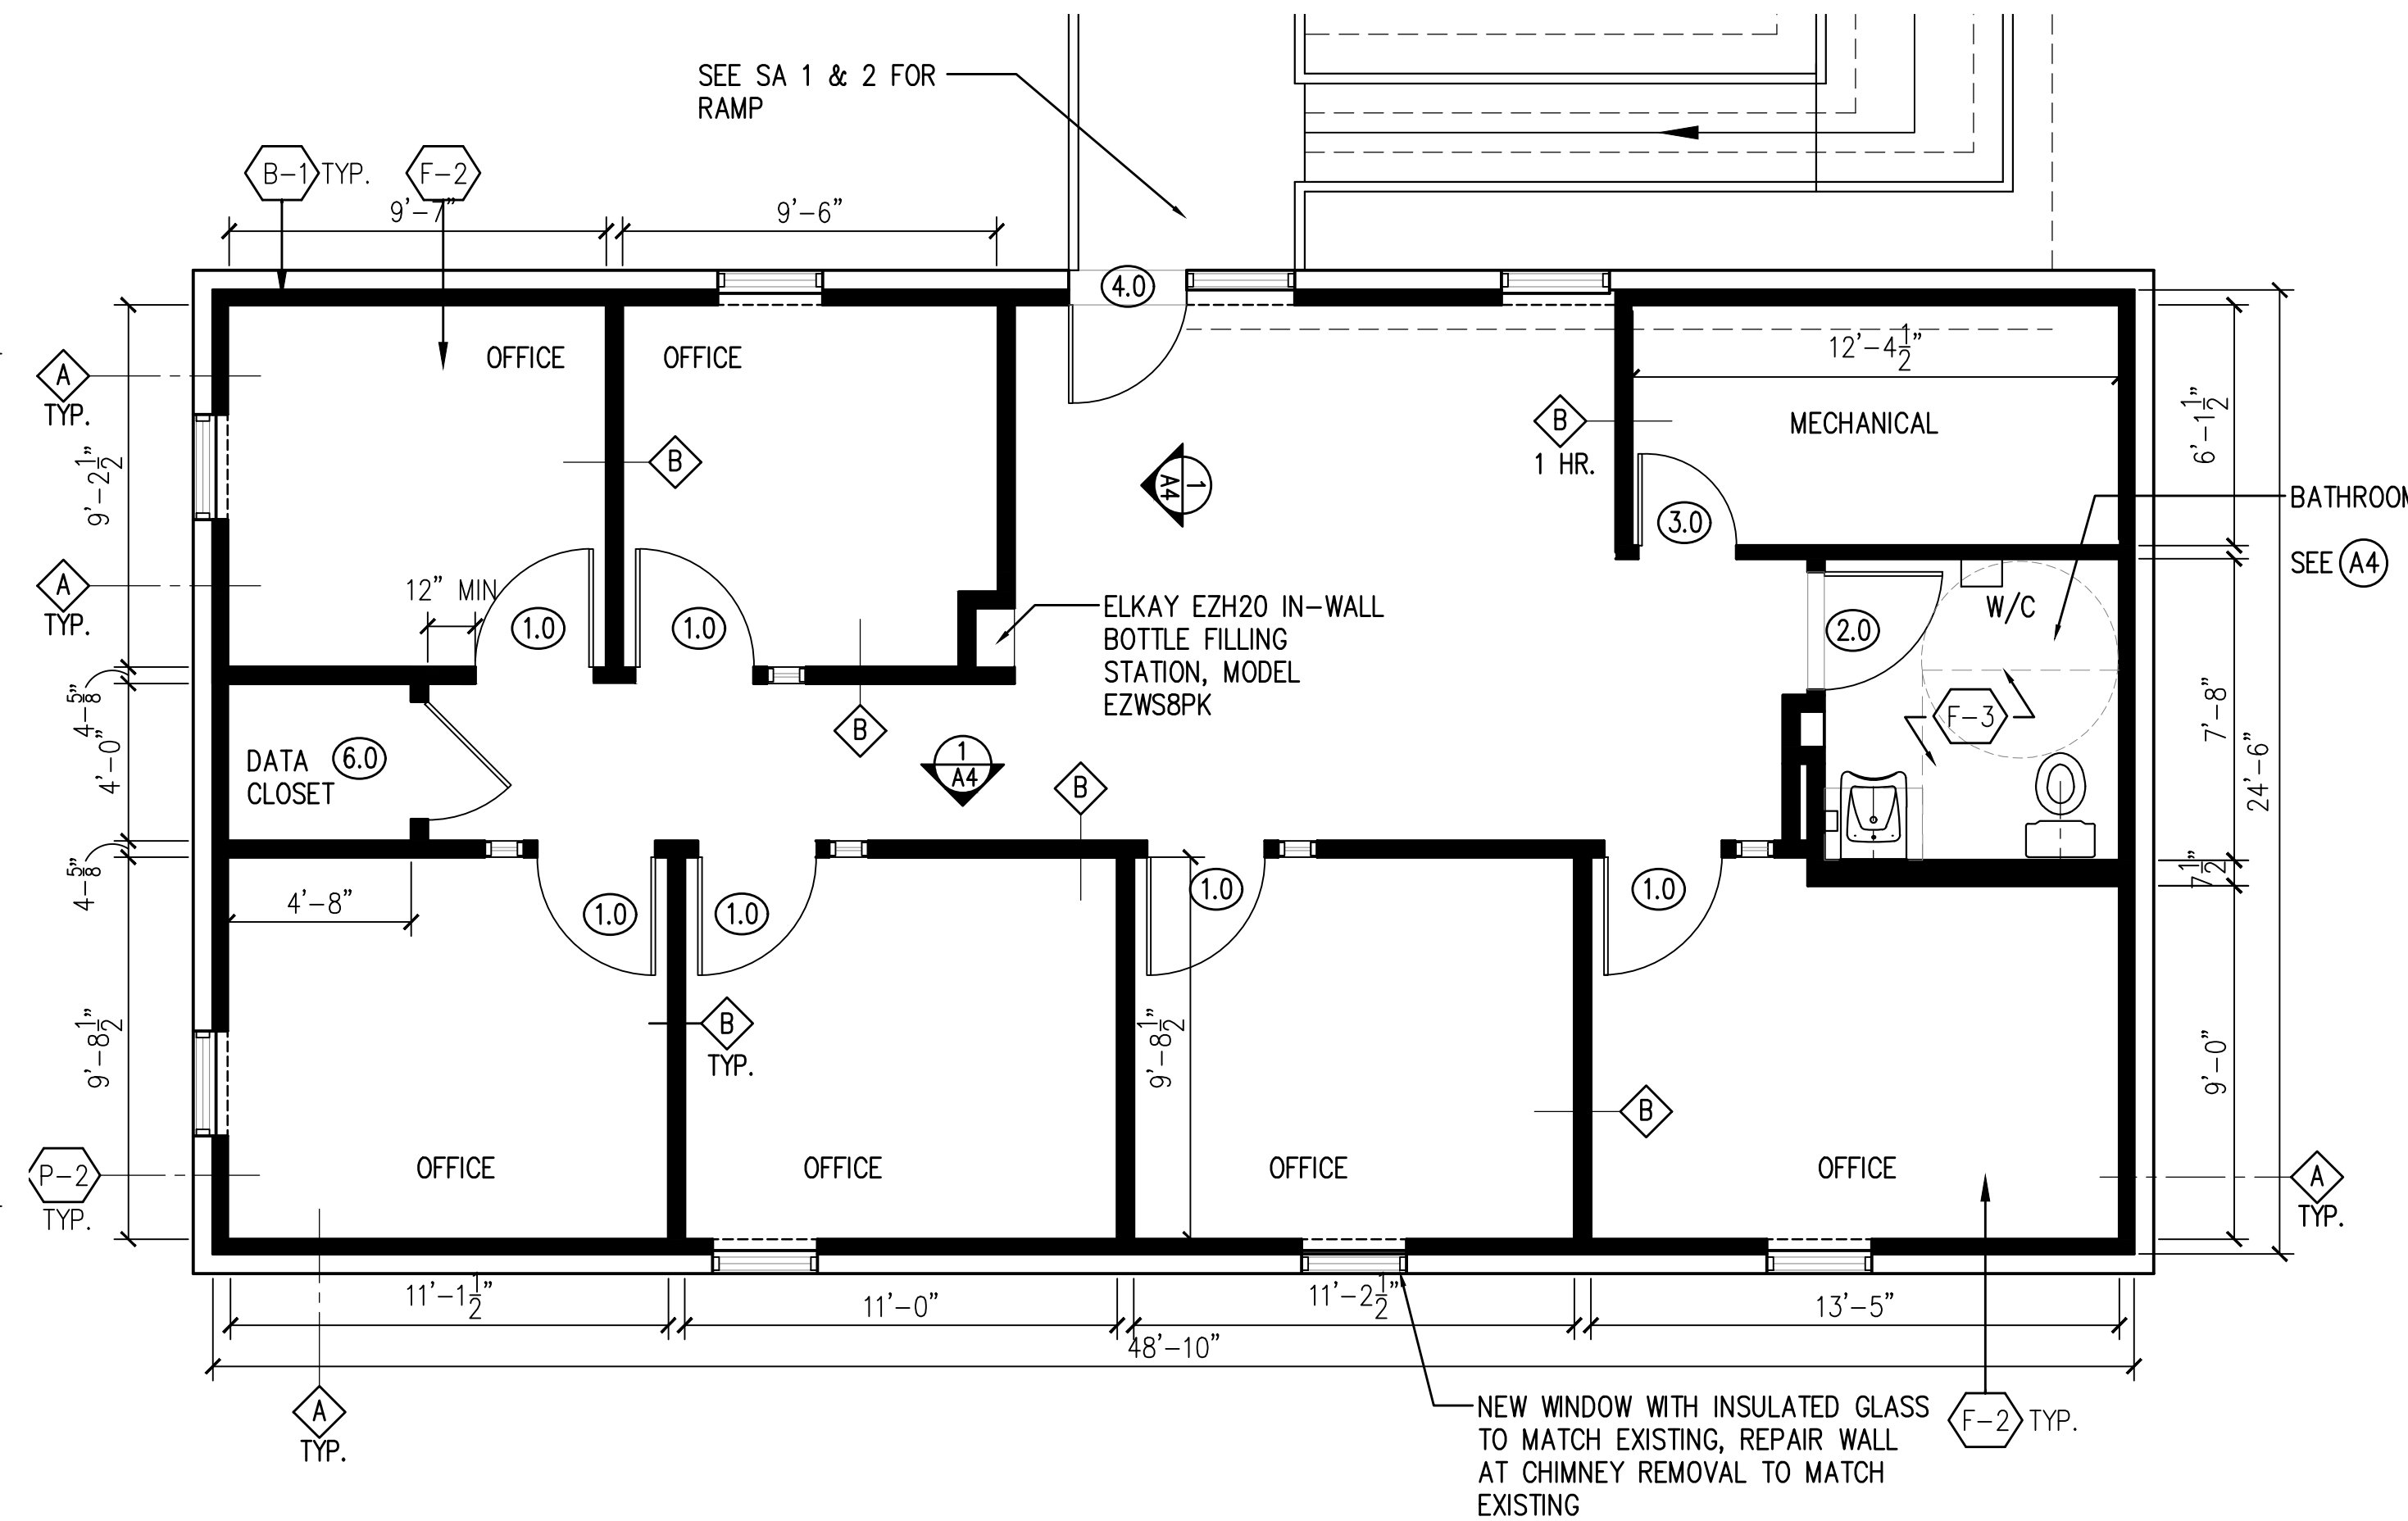 SEE SA 1 & 2 FOR
RAMP
B-1 TYP.
F-2
9'-7"
9'-6"
4.0
OFFICE
OFFICE
12'-4 1/2"
MECHANICAL
A
TYP.
9'-2 1/2"
B
B
1 HR.
1
A4
3.0
6'-1 1/2"
BATHROOM
SEE A4
A
TYP.
12" MIN
1.0
1.0
ELKAY EZH20 IN-WALL
BOTTLE FILLING
STATION, MODEL
EZWS8PK
W/C
2.0
F-3
7'-8"
24'-6"
4-5/8"
4'-0"
DATA
CLOSET
6.0
B
1
A4
B
4-5/8"
4'-8"
1.0
1.0
1.0
1.0
7 1/2"
9'-8 1/2"
B
TYP.
9'-8 1/2"
B
9'-0"
P-2
TYP.
OFFICE
OFFICE
OFFICE
OFFICE
A
TYP.
11'-1 1/2"
11'-0"
11'-2 1/2"
13'-5"
48'-10"
A
TYP.
NEW WINDOW WITH INSULATED GLASS
TO MATCH EXISTING, REPAIR WALL
AT CHIMNEY REMOVAL TO MATCH
EXISTING
F-2 TYP.